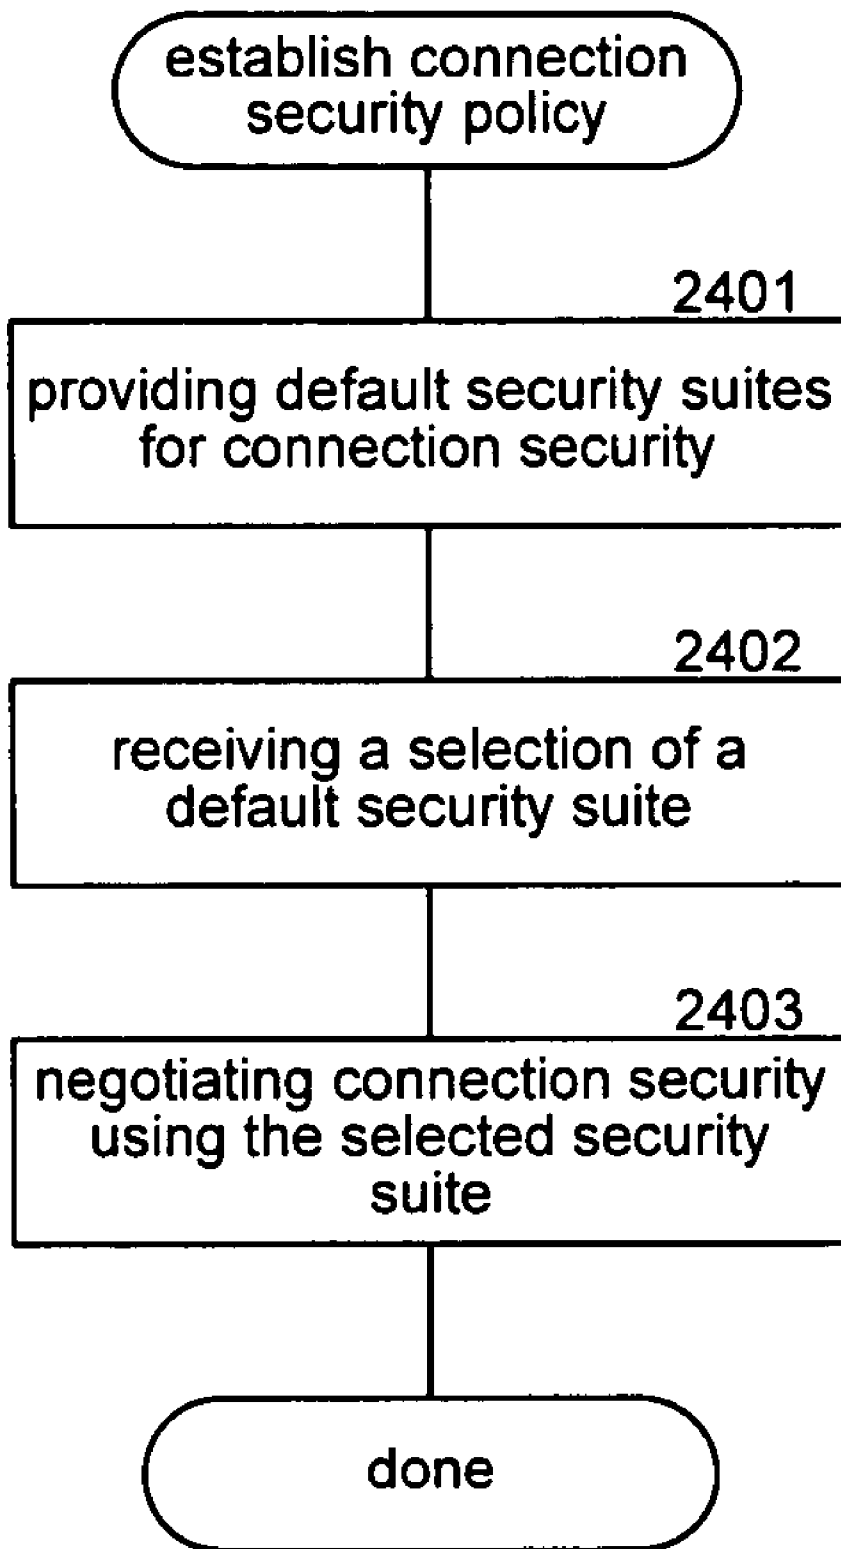 establish connection
security policy
2401
providing default security suites
for connection security
2402
receiving a selection of a
default security suite
2403
negotiating connection security
using the selected security
suite
done